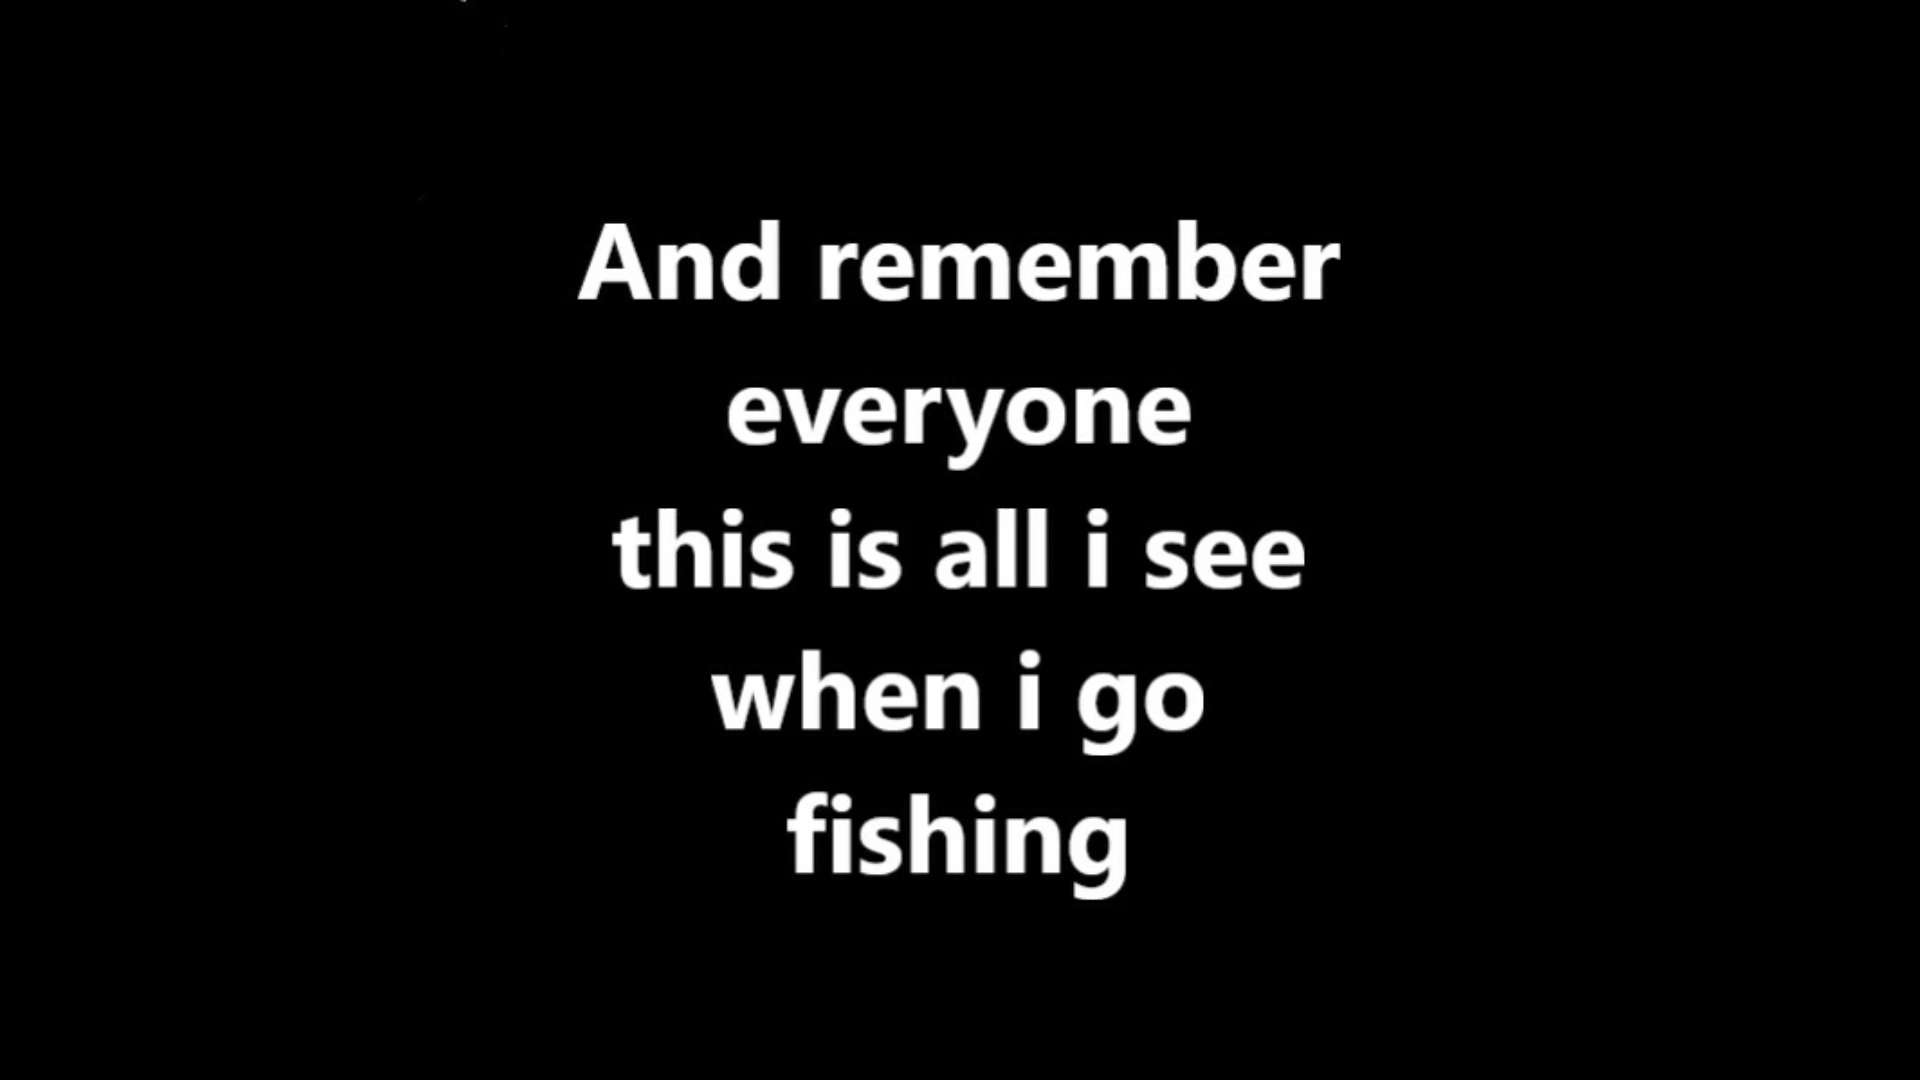 And remember
everyone
this is all i see
when i go
fishing